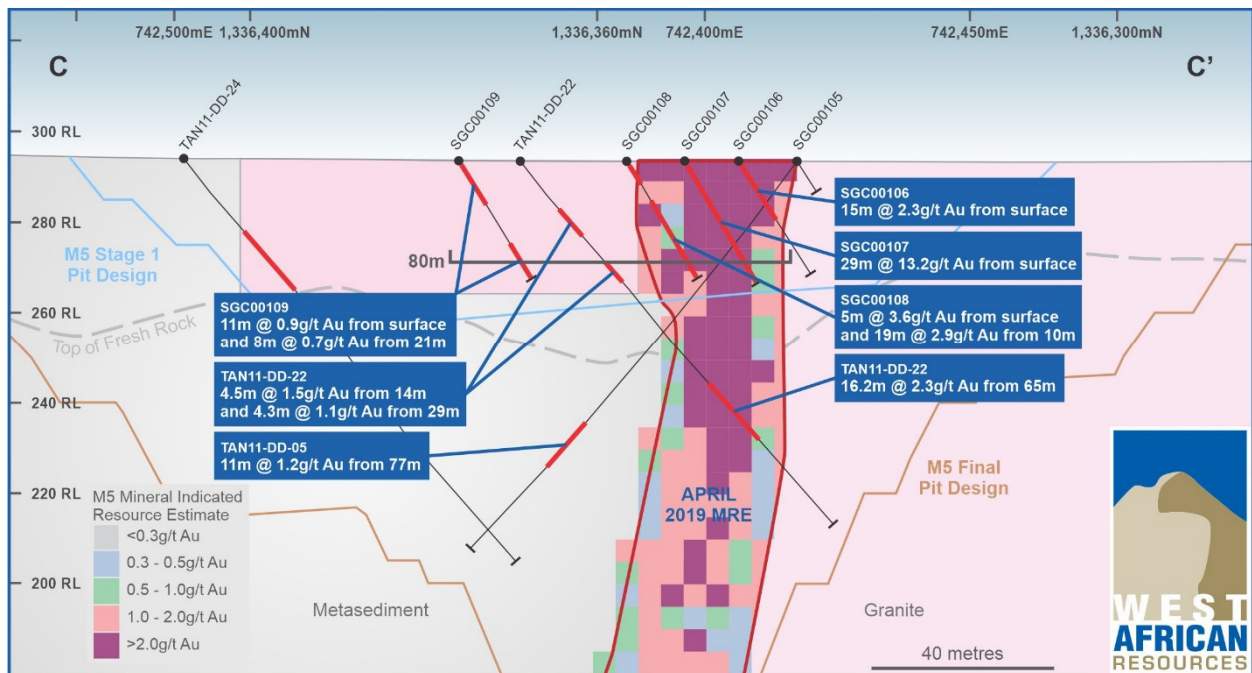 742,500mE
1,336,400mN
1,336,360mN
742,400mE
742,450mE
1,336,300mN
C
C'
TAN11-DD-24
SGC00109
TAN11-DD-22
SGC00108
SGC00107
SGC00106
SGC00105
300 RL
280 RL
260 RL
240 RL
220 RL
200 RL
M5 Stage 1
Pit Design
Top of Fresh Rock
80m
SGC00109
11m @ 0.9g/t Au from surface
and 8m @ 0.7g/t Au from 21m
TAN11-DD-22
4.5m @ 1.5g/t Au from 14m
and 4.3m @ 1.1g/t Au from 29m
TAN11-DD-05
11m @ 1.2g/t Au from 77m
SGC00106
15m @ 2.3g/t Au from surface
SGC00107
29m @ 13.2g/t Au from surface
SGC00108
5m @ 3.6g/t Au from surface
and 19m @ 2.9g/t Au from 10m
TAN11-DD-22
16.2m @ 2.3g/t Au from 65m
M5 Mineral Indicated
Resource Estimate
<0.3g/t Au
0.3 - 0.5g/t Au
0.5 - 1.0g/t Au
1.0 - 2.0g/t Au
>2.0g/t Au
Metasediment
APRIL
2019 MRE
M5 Final
Pit Design
Granite
40 metres
WEST
AFRICAN
RESOURCES